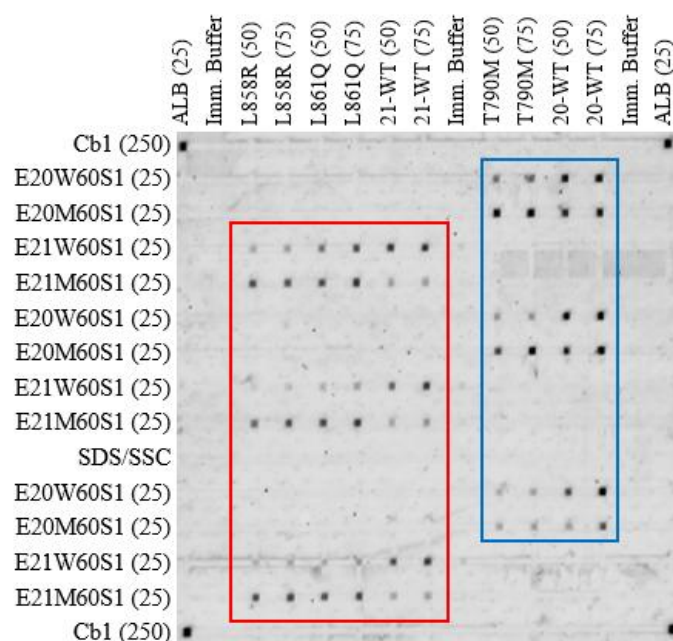 ALB (25)
Imm. Buffer
L858R (50)
L858R (75)
L861Q (50)
L861Q (75)
21-WT (50)
21-WT (75)
Imm. Buffer
T790M (50)
T790M (75)
20-WT (50)
20-WT (75)
Imm. Buffer
ALB (25)
Cb1 (250)
E20W60S1 (25)
E20M60S1 (25)
E21W60S1 (25)
E21M60S1 (25)
E20W60S1 (25)
E20M60S1 (25)
E21W60S1 (25)
E21M60S1 (25)
SDS/SSC
E20W60S1 (25)
E20M60S1 (25)
E21W60S1 (25)
E21M60S1 (25)
Cb1 (250)